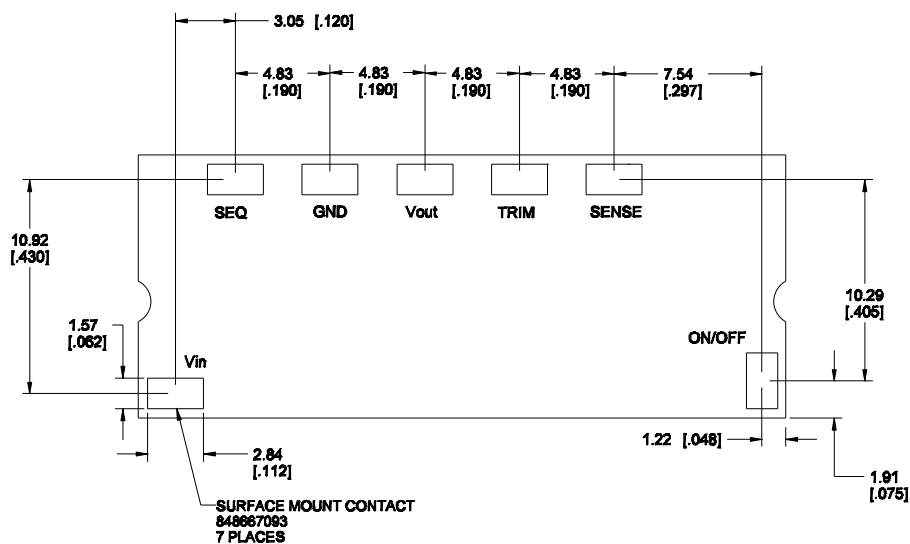 3.05 [.120]
4.83
[.190]
4.83
[.190]
4.83
[.190]
4.83
[.190]
7.54
[.297]
SEQ
GND
Vout
TRIM
SENSE
10.92
[.430]
10.29
[.405]
1.57
[.062]
Vin
ON/OFF
2.84
[.112]
1.22 [.048]
1.91
[.075]
SURFACE MOUNT CONTACT
848667093
7 PLACES